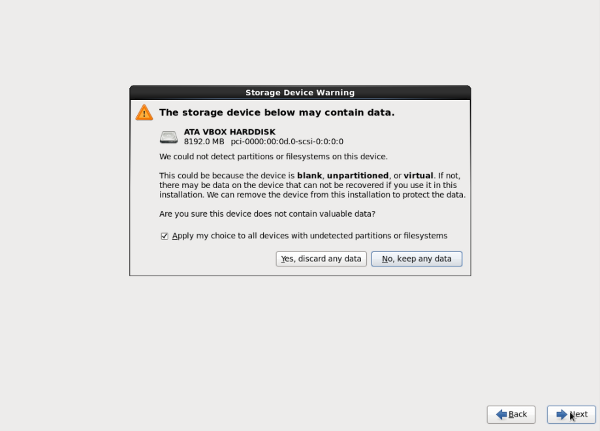 Storage Device Warning
The storage device below may contain data.
ATA VBOX HARDDISK
8192.0 MB pci-0000:00:0d.0-scsi-0:0:0:0
We could not detect partitions or filesystems on this device.
This could be because the device is blank, unpartitioned, or virtual. If not,
there may be data on the device that can not be recovered if you use it in this
installation. We can remove the device from this installation to protect the data.
Are you sure this device does not contain valuable data?
Apply my choice to all devices with undetected partitions or filesystems
Yes, discard any data
No, keep any data
Back
Next